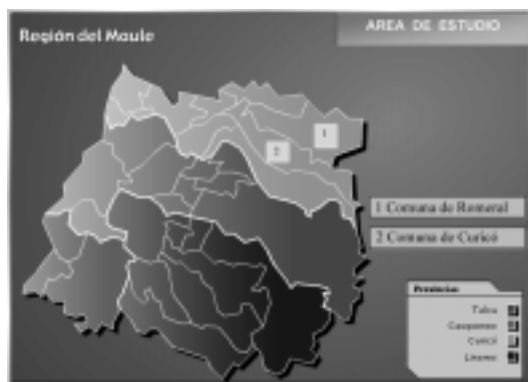 Región del Maule
AREA DE ESTUDIO
1
2
1 Comuna de Romeral
2 Comuna de Curicó
Provincias
Talca
Cauquenes
Curicó
Linares